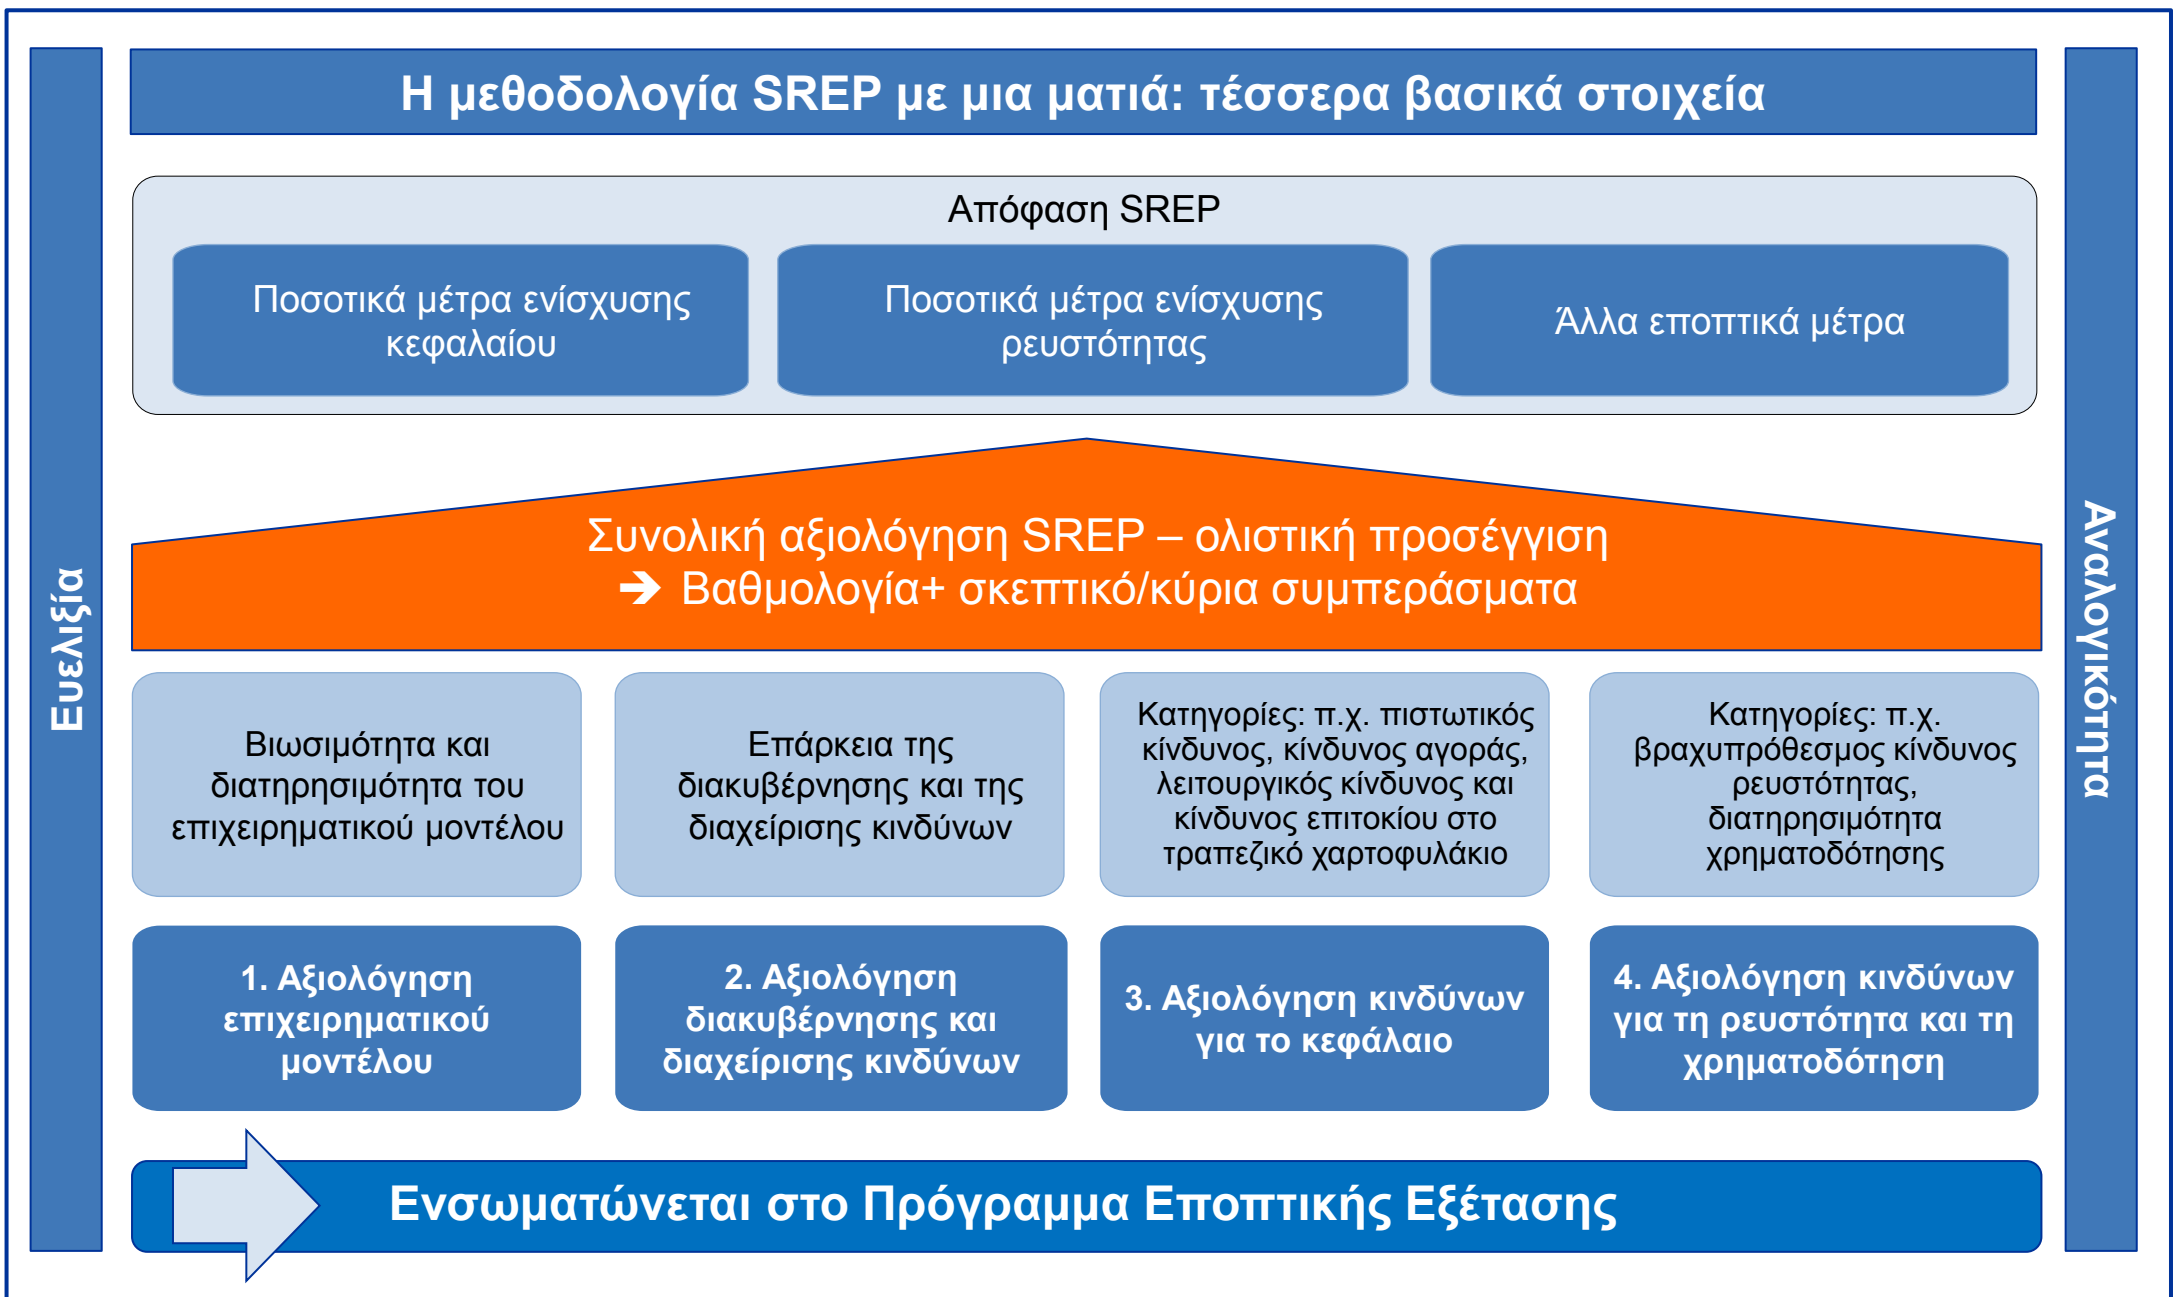 Η μεθοδολογία SREP με μια ματιά: τέσσερα βασικά στοιχεία
Ευελιξία
Απόφαση SREP
Ποσοτικά μέτρα ενίσχυσης
κεφαλαίου
Ποσοτικά μέτρα ενίσχυσης
ρευστότητας
Άλλα εποπτικά μέτρα
Συνολική αξιολόγηση SREP – ολιστική προσέγγιση
➔ Βαθμολογία+ σκεπτικό/κύρια συμπεράσματα
Βιωσιμότητα και
διατηρησιμότητα του
επιχειρηματικού μοντέλου
Επάρκεια της
διακυβέρνησης και της
διαχείρισης κινδύνων
Κατηγορίες: π.χ. πιστωτικός
κίνδυνος, κίνδυνος αγοράς,
λειτουργικός κίνδυνος και
κίνδυνος επιτοκίου στο
τραπεζικό χαρτοφυλάκιο
Κατηγορίες: π.χ.
βραχυπρόθεσμος κίνδυνος
ρευστότητας,
διατηρησιμότητα
χρηματοδότησης
1. Αξιολόγηση
επιχειρηματικού
μοντέλου
2. Αξιολόγηση
διακυβέρνησης και
διαχείρισης κινδύνων
3. Αξιολόγηση κινδύνων
για το κεφάλαιο
4. Αξιολόγηση κινδύνων
για τη ρευστότητα και τη
χρηματοδότηση
Ενσωματώνεται στο Πρόγραμμα Εποπτικής Εξέτασης
Αναλογικότητα